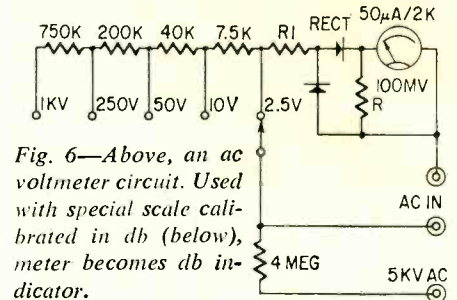 750K 200K 40K 7.5K R1 RECT 50µA/2K
100MV
R
1KV 250V 50V 10V 2.5V
Fig. 6—Above, an ac
voltmeter circuit. Used
with special scale cali-
brated in db (below),
meter becomes db in-
dicator.
AC IN
4 MEG
5KV AC